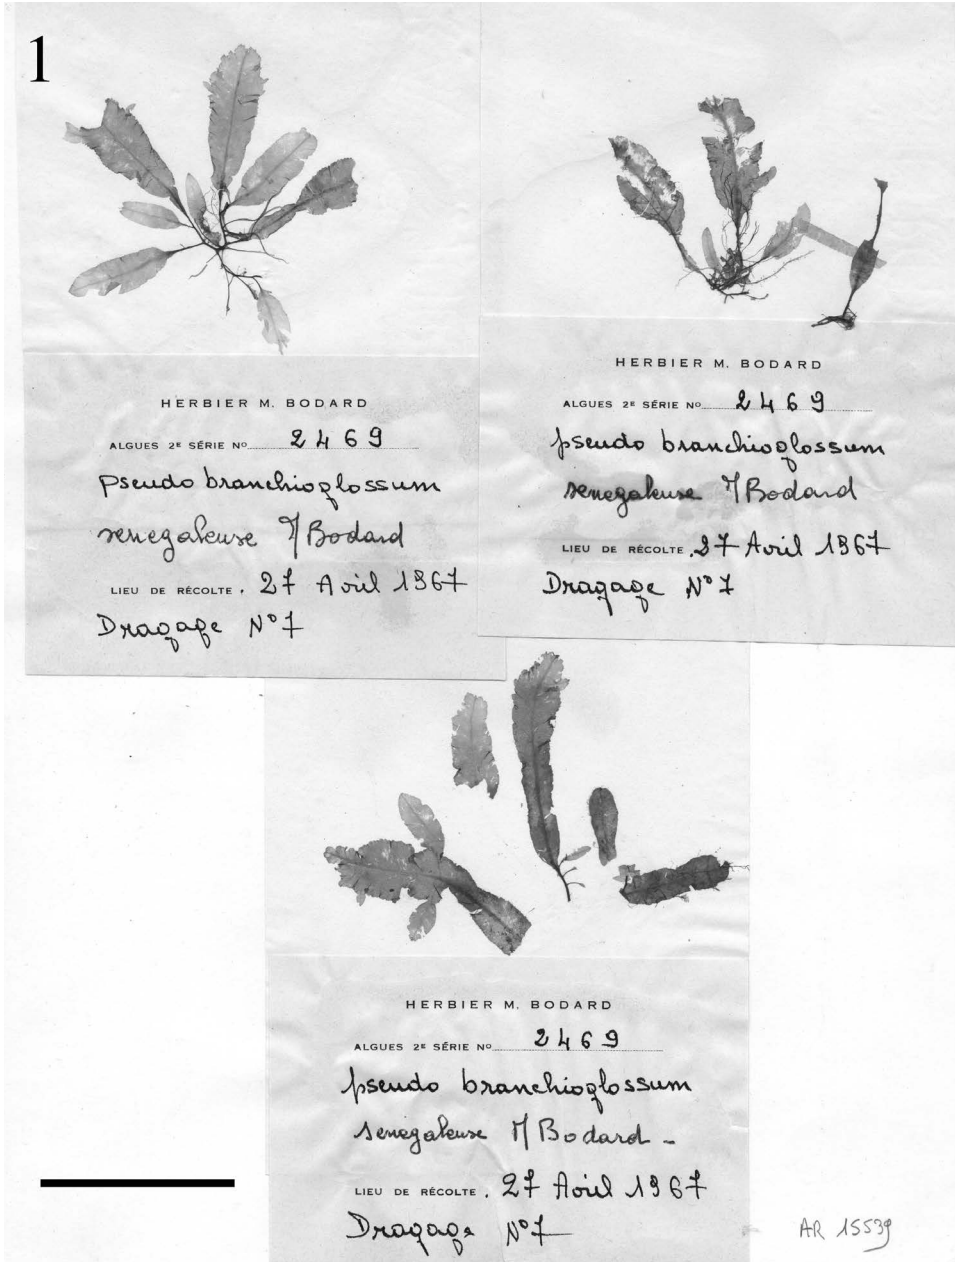 1
HERBIER M. BODARD
ALGUES 2E SÉRIE No 2469
pseudo branchioglossum
senegalense M Bodard
LIEU DE RÉCOLTE. 27 Avril 1967
Dragage N° 7
HERBIER M. BODARD
ALGUES 2E SÉRIE No 2469
pseudo branchioglossum
senegalense M Bodard
LIEU DE RÉCOLTE. 27 Avril 1967
Dragage N° 7
HERBIER M. BODARD
ALGUES 2E SÉRIE No 2469
pseudo branchioglossum
senegalense M Bodard -
LIEU DE RÉCOLTE. 27 Avril 1967
Dragage N° 7
AR 15539